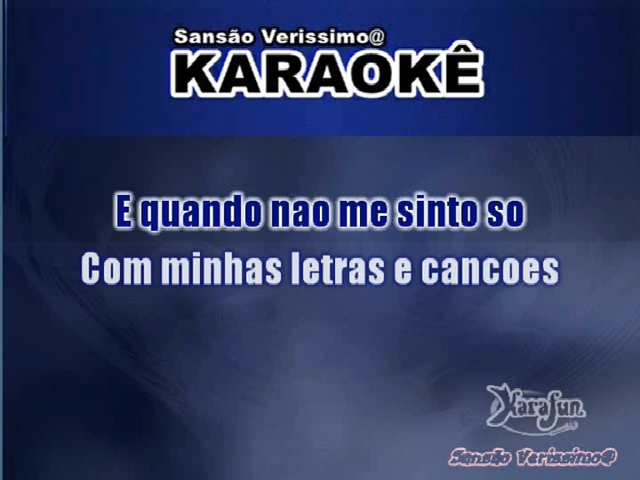 Sansão Verissimo@
KARAOKÊ
E quando nao me sinto so
Com minhas letras e cancoes
Karafun
Sansão Verissimo@